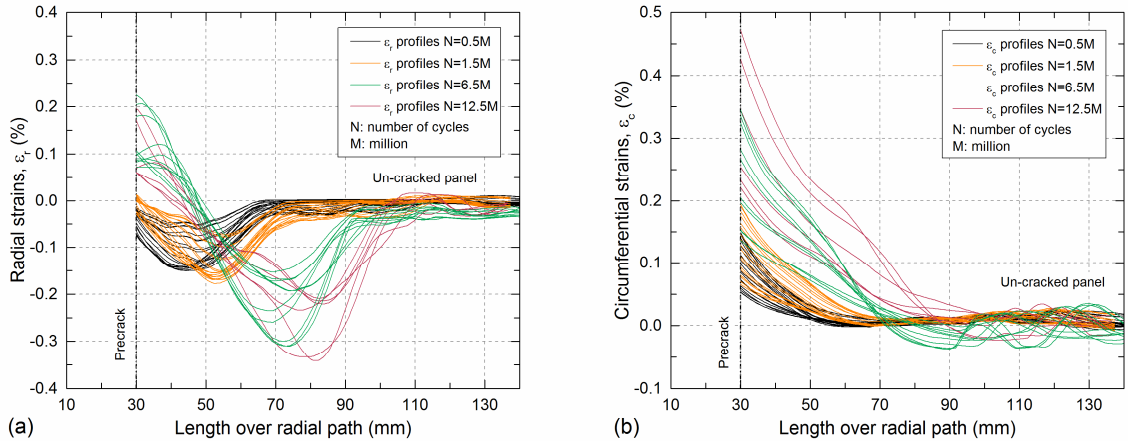 (a)
Radial strains, εr (%)
0.4
0.3
0.2
0.1
0.0
-0.1
-0.2
-0.3
-0.4
εr profiles N=0.5M
εr profiles N=1.5M
εr profiles N=6.5M
εr profiles N=12.5M
N: number of cycles
M: million
Un-cracked panel
Precrack
10 30 50 70 90 110 130
Length over radial path (mm)
(b)
Circumferential strains, εc (%)
0.5
0.4
0.3
0.2
0.1
0.0
-0.1
εc profiles N=0.5M
εc profiles N=1.5M
εc profiles N=6.5M
εc profiles N=12.5M
N: number of cycles
M: million
Un-cracked panel
Precrack
10 30 50 70 90 110 130
Length over radial path (mm)